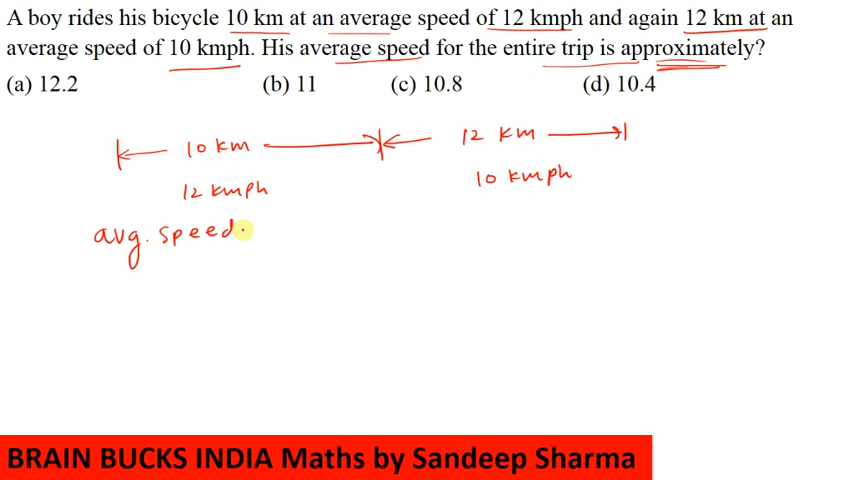 A boy rides his bicycle 10 km at an average speed of 12 kmph and again 12 km at an
average speed of 10 kmph. His average speed for the entire trip is approximately?
(a) 12.2 (b) 11 (c) 10.8 (d) 10.4
10 km 12 km
12 kmph 10 kmph
avg. speed
BRAIN BUCKS INDIA Maths by Sandeep Sharma